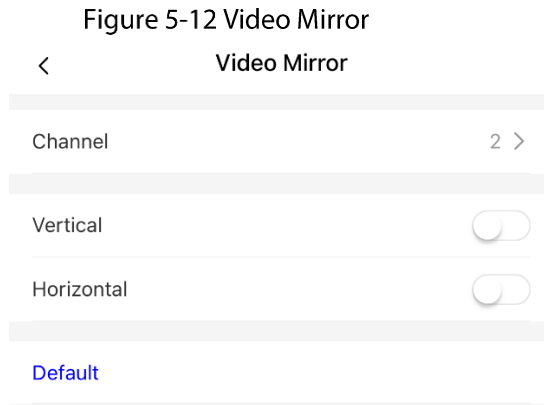 Figure 5-12 Video Mirror
Video Mirror
Channel 2
Vertical
Horizontal
Default